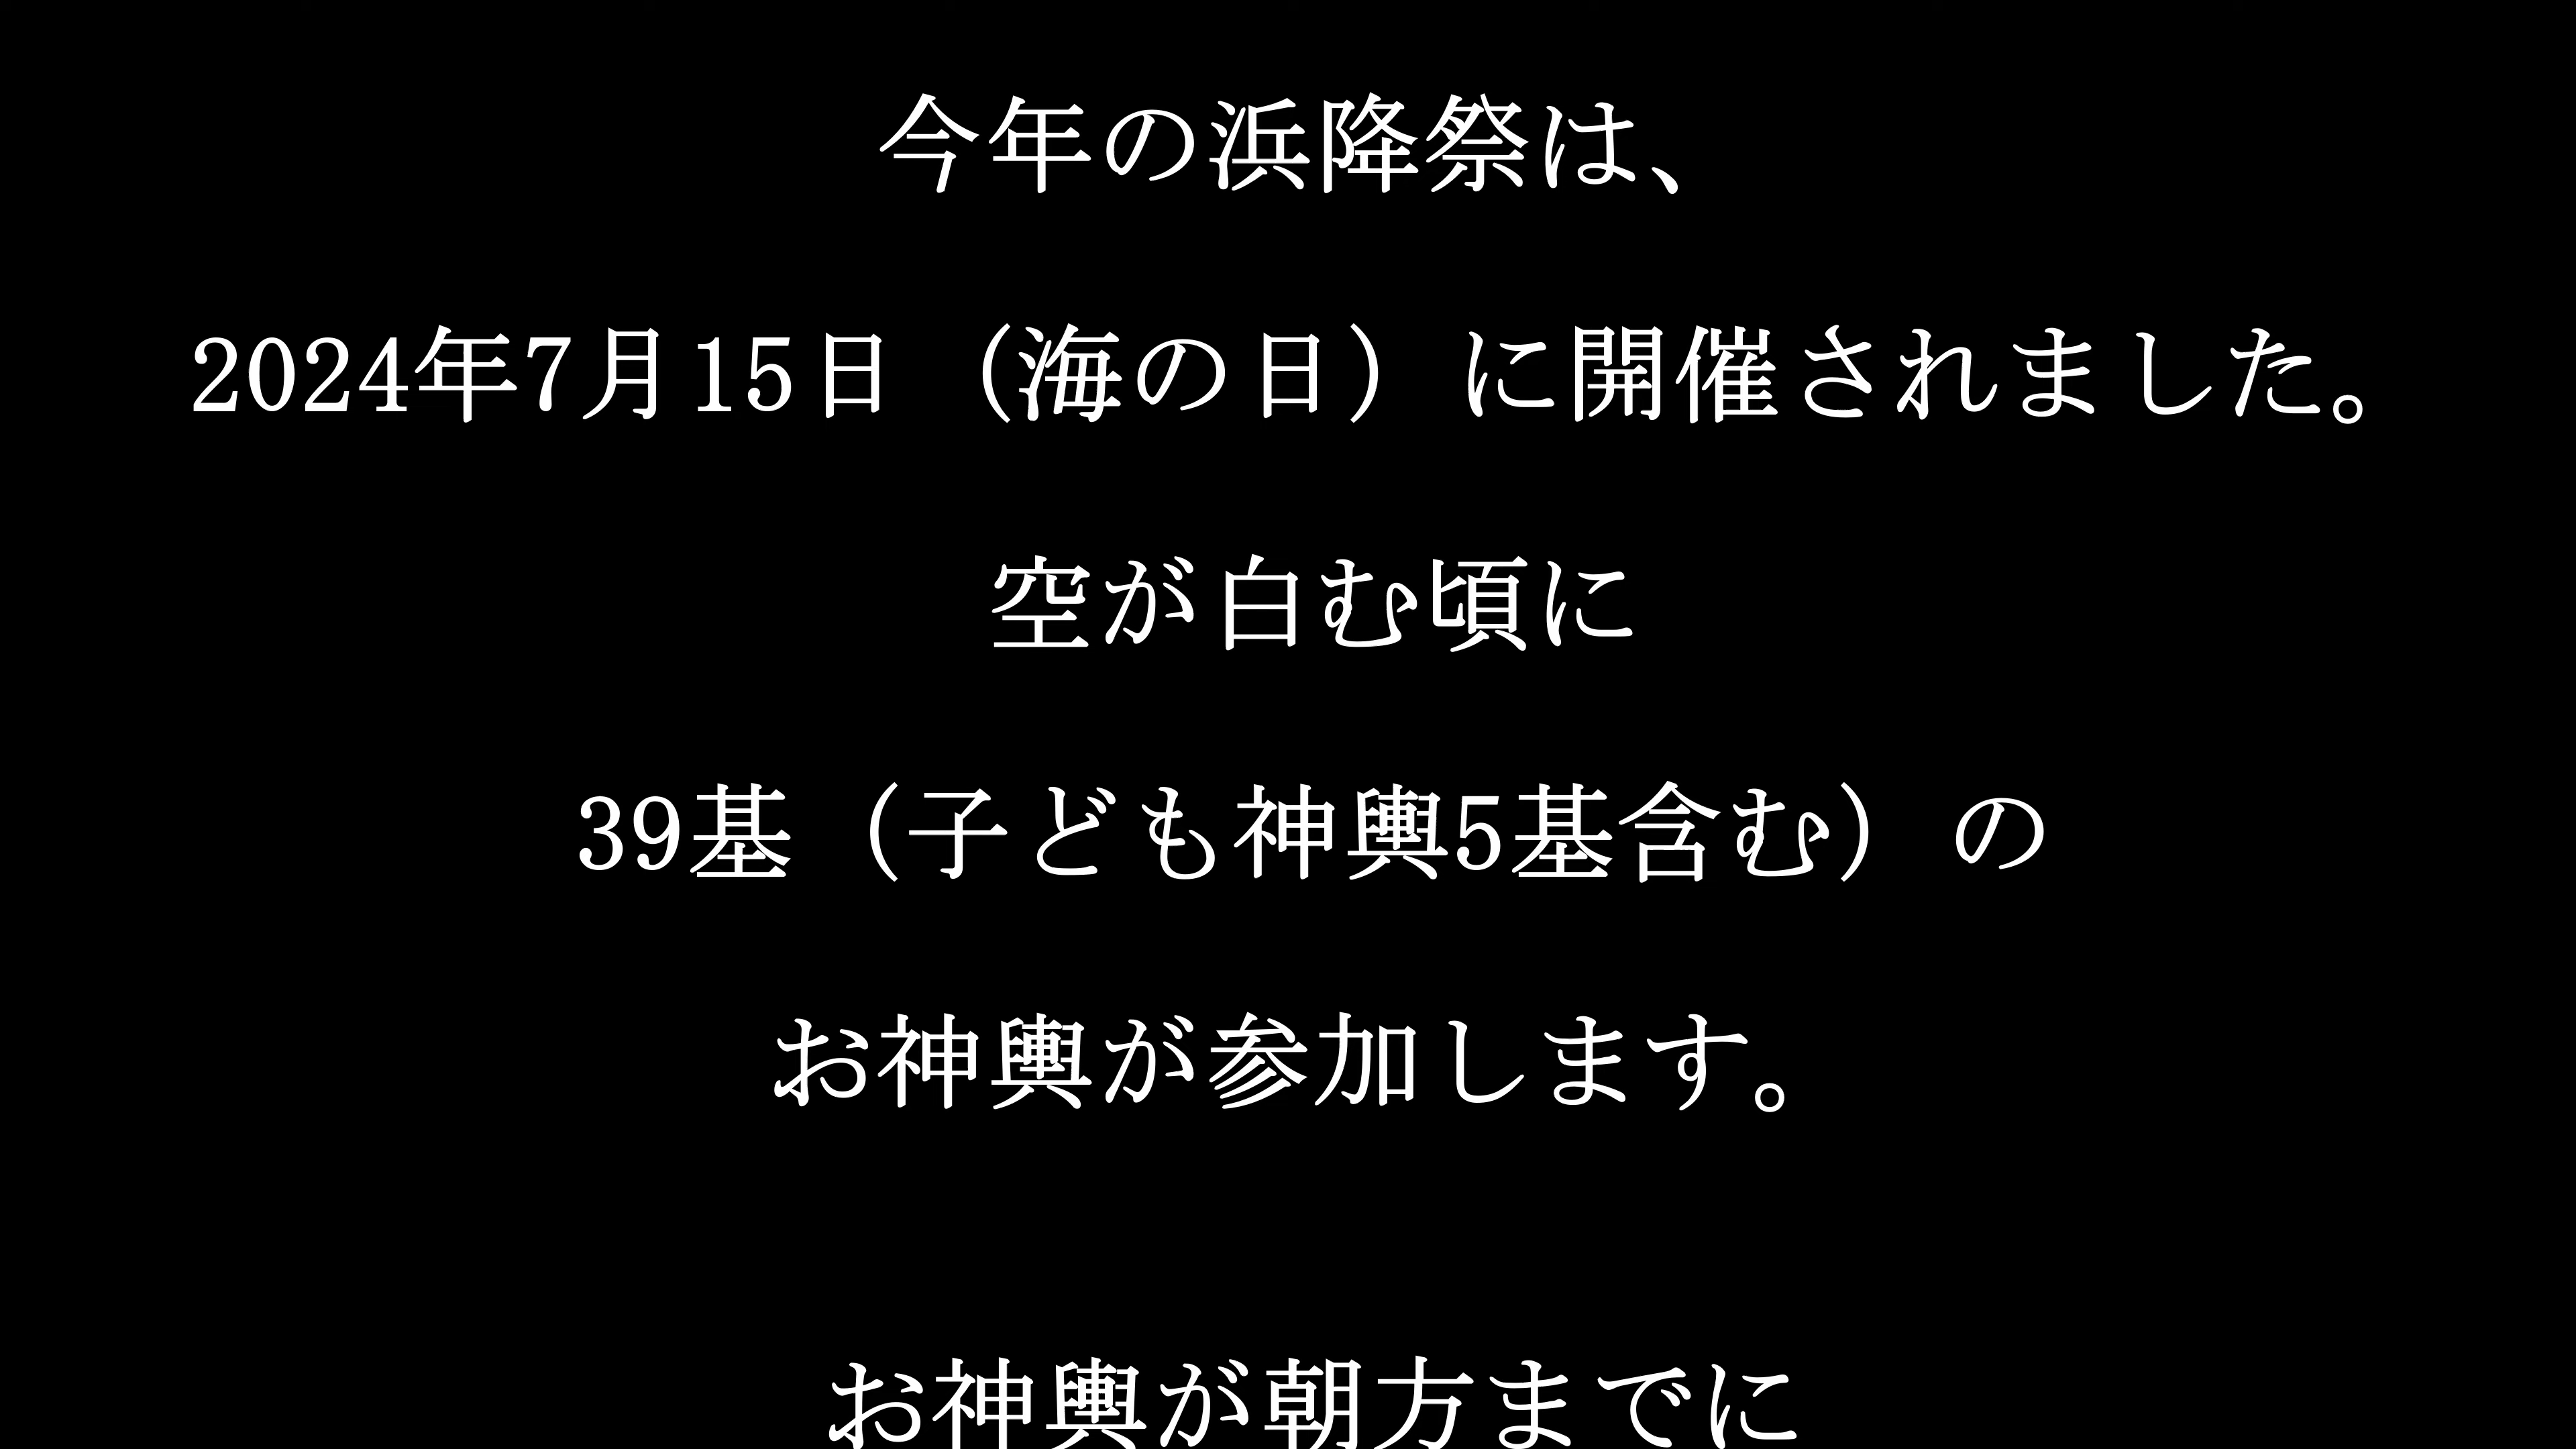 今年の浜降祭は、
2024年7月15日（海の日）に開催されました。
空が白む頃に
39基（子ども神輿5基含む）の
お神輿が参加します。
お神輿が朝方までに